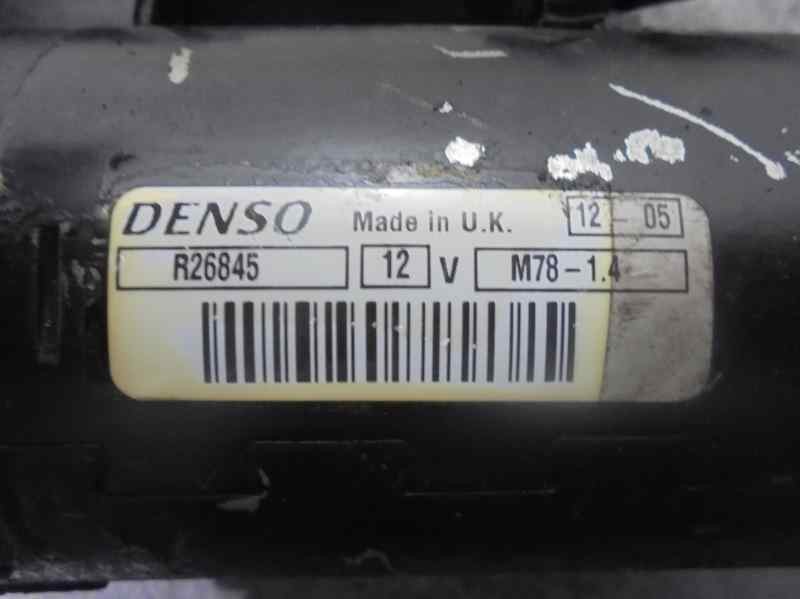 DENSO Made in U.K. 12-05
R26845 12 V M78-1.4